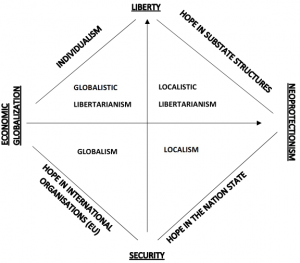 LIBERTY
INDIVIDUALISM
HOPE IN SUBSTATE STRUCTURES
GLOBALISTIC
LIBERTARIANISM
LOCALISTIC
LIBERTARIANISM
ECONOMIC
GLOBALIZATION
NEOPROTECTIONISM
GLOBALISM
LOCALISM
HOPE IN INTERNATIONAL
ORGANISATIONS (EU)
HOPE IN THE NATION STATE
SECURITY